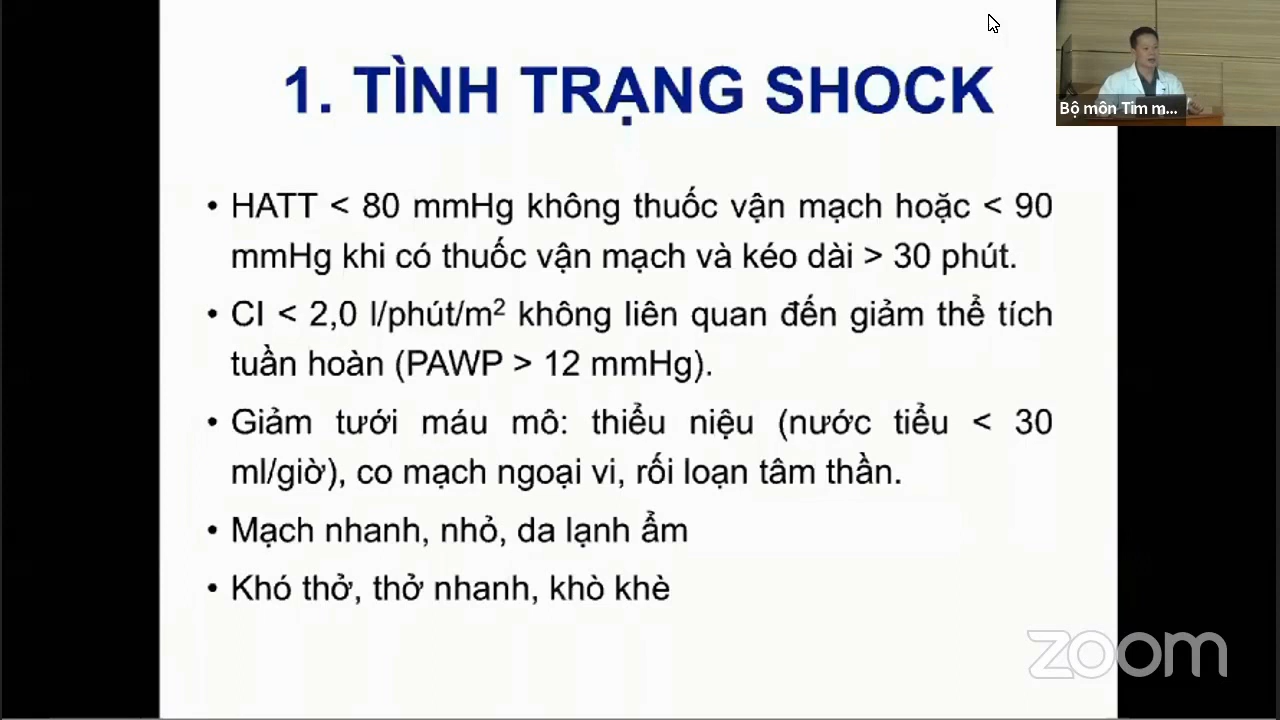 1. TÌNH TRẠNG SHOCK
Bộ môn Tim m...
• HATT < 80 mmHg không thuốc vận mạch hoặc < 90
mmHg khi có thuốc vận mạch và kéo dài > 30 phút.
• CI < 2,0 l/phút/m² không liên quan đến giảm thể tích
tuần hoàn (PAWP > 12 mmHg).
• Giảm tưới máu mô: thiểu niệu (nước tiểu < 30
ml/giờ), co mạch ngoại vi, rối loạn tâm thần.
• Mạch nhanh, nhỏ, da lạnh ẩm
• Khó thở, thở nhanh, khò khè
zoom